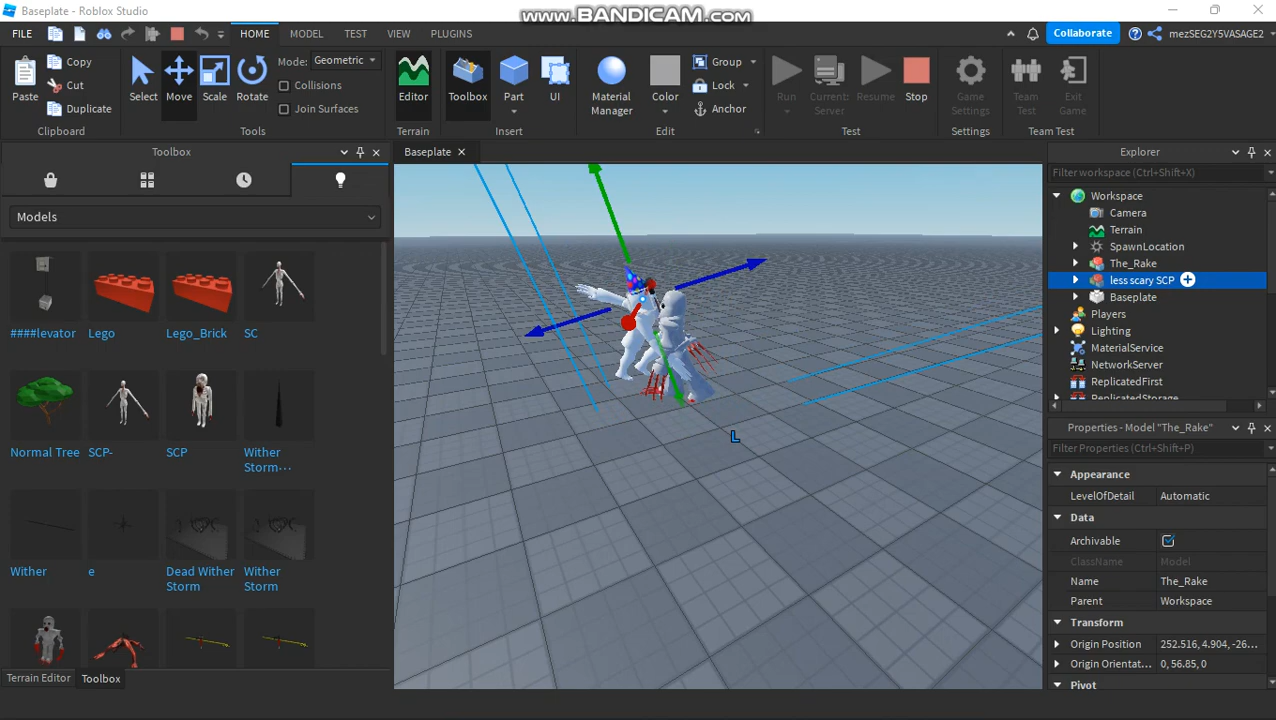 Baseplate - Roblox Studio
www.BANDICAM.com
FILE
HOME
MODEL
TEST
VIEW
PLUGINS
Collaborate
mezSEG2Y5VASAGE2
Paste
Copy
Cut
Duplicate
Clipboard
Select
Move
Scale
Rotate
Mode: Geometric
Collisions
Join Surfaces
Tools
Editor
Terrain
Toolbox
Part
UI
Insert
Material Manager
Color
Group
Lock
Anchor
Edit
Run
Current: Server
Resume
Stop
Test
Game Settings
Settings
Team Test
Exit Game
Team Test
Toolbox
Models
####levator
Lego
Lego_Brick
SC
Normal Tree
SCP-
SCP
Wither Storm...
Wither
e
Dead Wither Storm
Wither Storm
Terrain Editor
Toolbox
Baseplate
L
Explorer
Filter workspace (Ctrl+Shift+X)
Workspace
Camera
Terrain
SpawnLocation
The_Rake
less scary SCP
Baseplate
Players
Lighting
MaterialService
NetworkServer
ReplicatedFirst
ReplicatedStorage
Properties - Model "The_Rake"
Filter Properties (Ctrl+Shift+P)
Appearance
LevelOfDetail Automatic
Data
Archivable
ClassName Model
Name The_Rake
Parent Workspace
Transform
Origin Position 252.516, 4.904, -26...
Origin Orientat... 0, 56.85, 0
Pivot